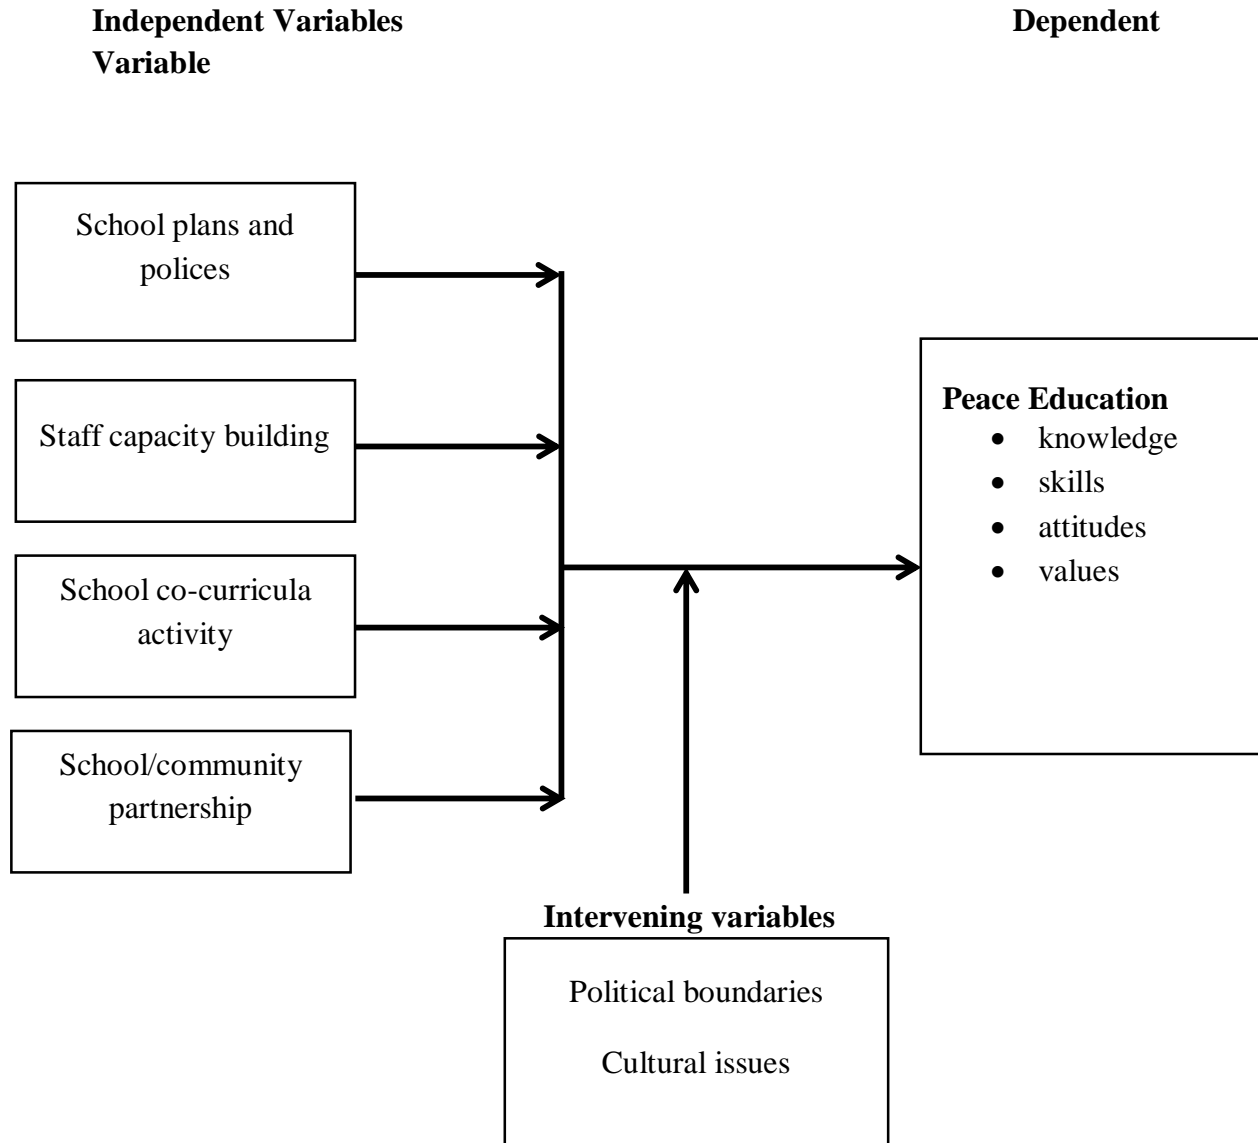 Independent Variables Dependent
Variable
School plans and
polices
Staff capacity building
School co-curricula
activity
School/community
partnership
Peace Education
• knowledge
• skills
• attitudes
• values
Intervening variables
Political boundaries
Cultural issues